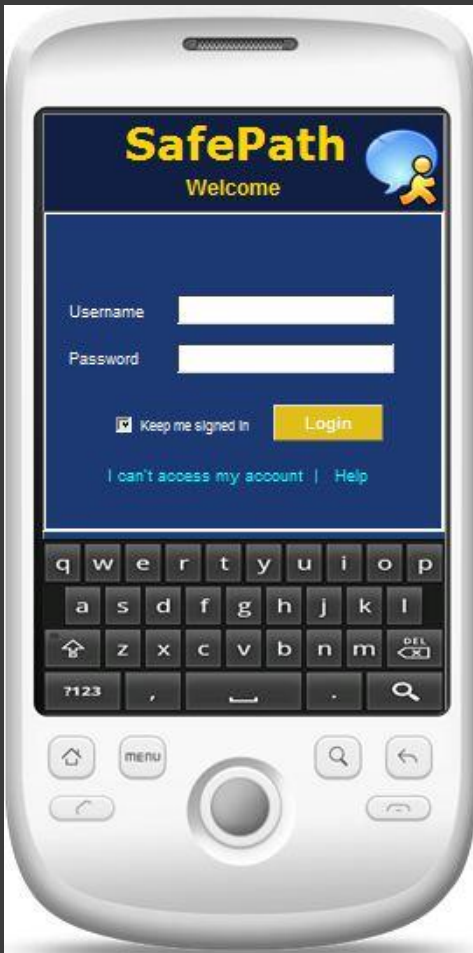 SafePath
Welcome
Username
Password
Keep me signed in Login
I can't access my account | Help
q w e r t y u i o p
a s d f g h j k l
z x c v b n m DEL
?123 , .
MENU